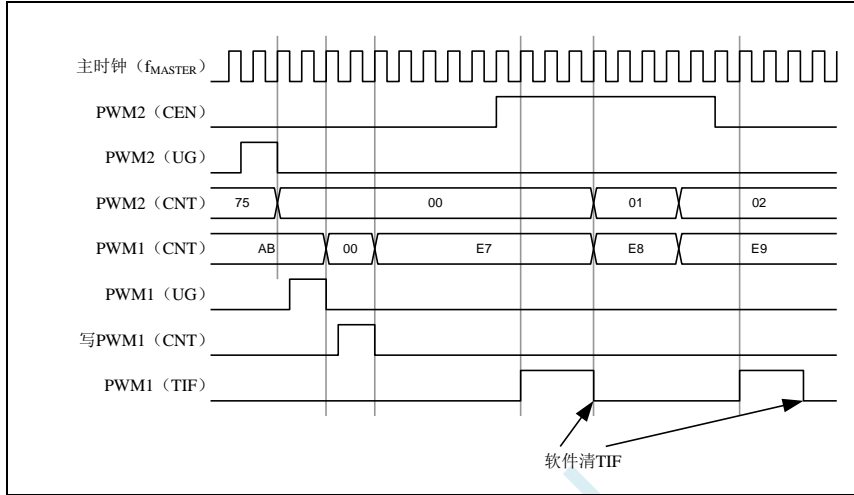 主时钟（fMASTER）
PWM2（CEN）
PWM2（UG）
PWM2（CNT） 75 00 01 02
PWM1（CNT） AB 00 E7 E8 E9
PWM1（UG）
写PWM1（CNT）
PWM1（TIF）
软件清TIF